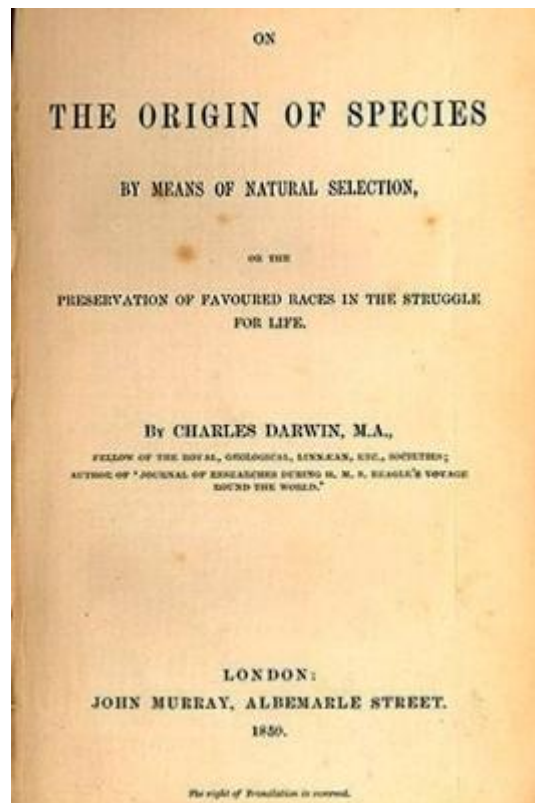 ON
THE ORIGIN OF SPECIES
BY MEANS OF NATURAL SELECTION,
OR THE
PRESERVATION OF FAVOURED RACES IN THE STRUGGLE
FOR LIFE.
BY CHARLES DARWIN, M.A.,
FELLOW OF THE ROYAL, GEOLOGICAL, LINNÆAN, ETC., SOCIETIES;
AUTHOR OF 'JOURNAL OF RESEARCHES DURING H. M. S. BEAGLE'S VOYAGE
ROUND THE WORLD.'
LONDON:
JOHN MURRAY, ALBEMARLE STREET.
1859.
The right of Translation is reserved.